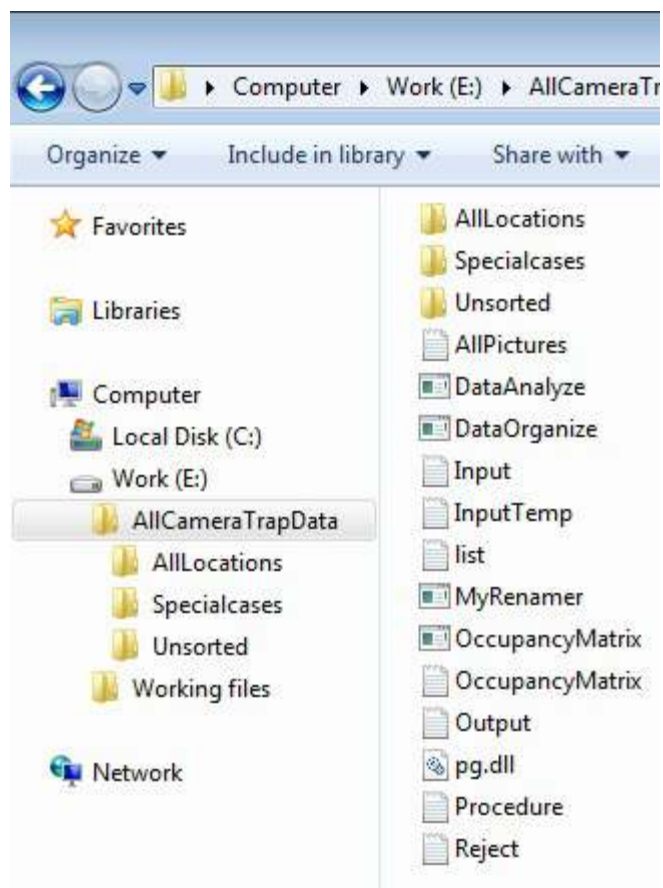 Computer Work (E:) AllCameraTr
Organize Include in library Share with
Favorites
Libraries
Computer
Local Disk (C:)
Work (E:)
AllCameraTrapData
AllLocations
Specialcases
Unsorted
Working files
Network
AllLocations
Specialcases
Unsorted
AllPictures
DataAnalyze
DataOrganize
Input
InputTemp
list
MyRenamer
OccupancyMatrix
OccupancyMatrix
Output
pg.dll
Procedure
Reject